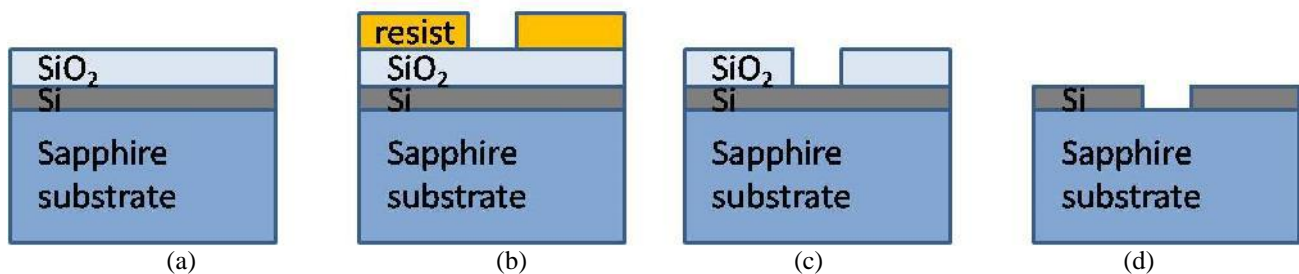 SiO₂
Si
Sapphire
substrate
(a)
resist
SiO₂
Si
Sapphire
substrate
(b)
SiO₂
Si
Sapphire
substrate
(c)
Si
Sapphire
substrate
(d)